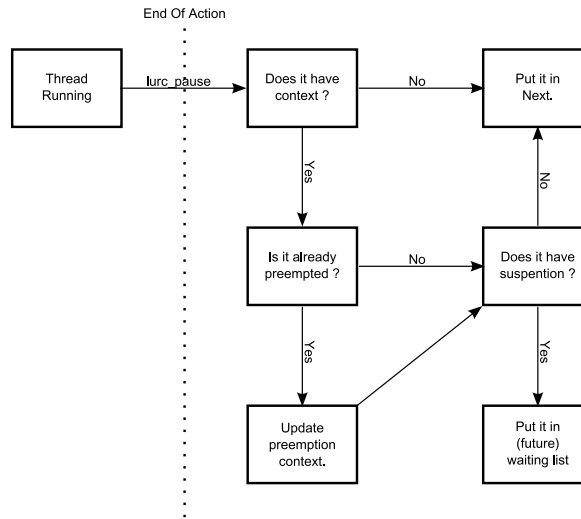 End Of Action
Thread
Running
lurc_pause
Does it have
context ?
No
Put it in
Next.
Yes
No
Is it already
preempted ?
No
Does it have
suspention ?
Yes
Yes
Update
preemption
context.
Put it in
(future)
waiting list